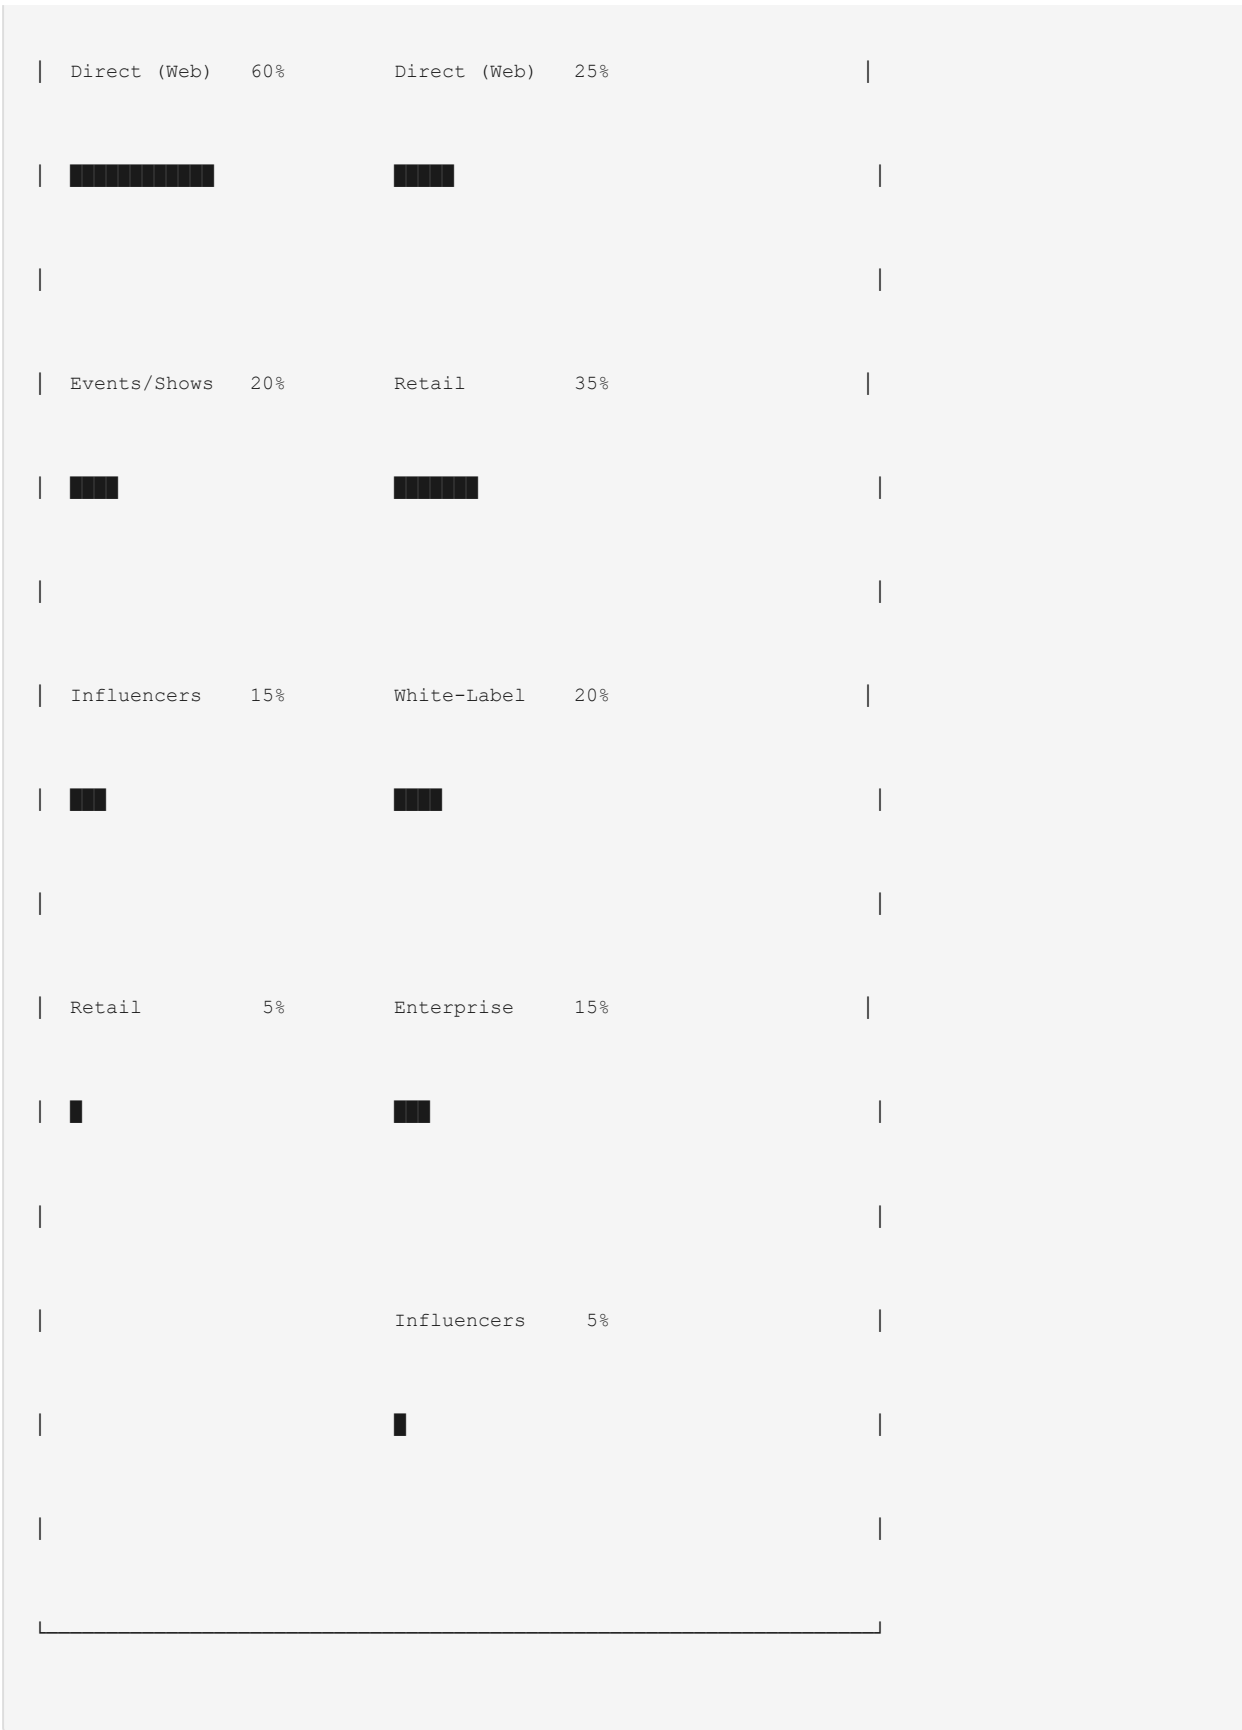 │ Direct (Web)   60%         Direct (Web)   25%                     │
│ ████████████               █████                                   │
│                                                                    │
│ Events/Shows   20%         Retail         35%                     │
│ ████                       ███████                                 │
│                                                                    │
│ Influencers    15%         White-Label    20%                     │
│ ███                        ████                                    │
│                                                                    │
│ Retail          5%         Enterprise     15%                     │
│ █                          ███                                     │
│                                                                    │
│                            Influencers     5%                      │
│                            █                                       │
│                                                                    │
└─────────────────────────────────────────────────────────────────────┘